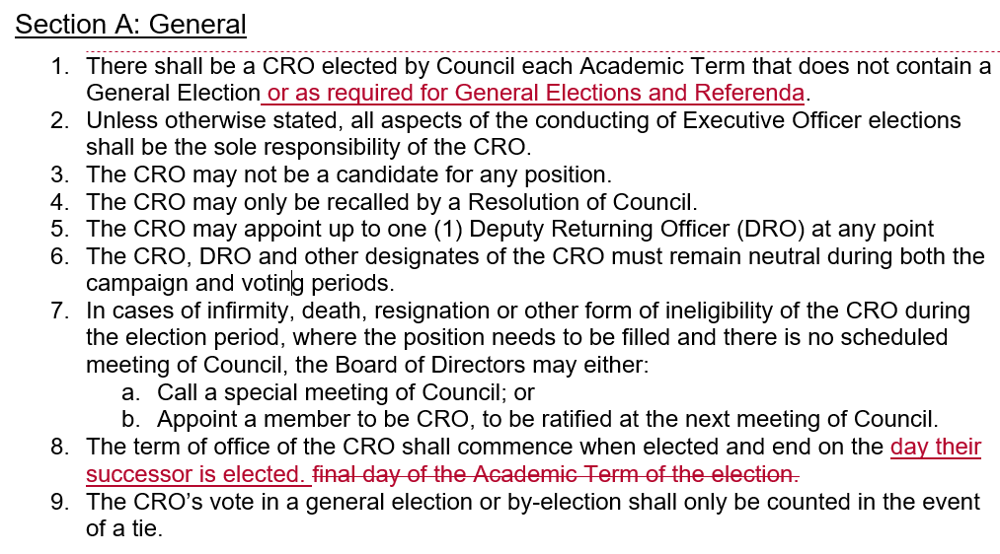 Section A: General
1. There shall be a CRO elected by Council each Academic Term that does not contain a
General Election or as required for General Elections and Referenda.
2. Unless otherwise stated, all aspects of the conducting of Executive Officer elections
shall be the sole responsibility of the CRO.
3. The CRO may not be a candidate for any position.
4. The CRO may only be recalled by a Resolution of Council.
5. The CRO may appoint up to one (1) Deputy Returning Officer (DRO) at any point
6. The CRO, DRO and other designates of the CRO must remain neutral during both the
campaign and voting periods.
7. In cases of infirmity, death, resignation or other form of ineligibility of the CRO during
the election period, where the position needs to be filled and there is no scheduled
meeting of Council, the Board of Directors may either:
a. Call a special meeting of Council; or
b. Appoint a member to be CRO, to be ratified at the next meeting of Council.
8. The term of office of the CRO shall commence when elected and end on the day their
successor is elected. final day of the Academic Term of the election.
9. The CRO’s vote in a general election or by-election shall only be counted in the event
of a tie.